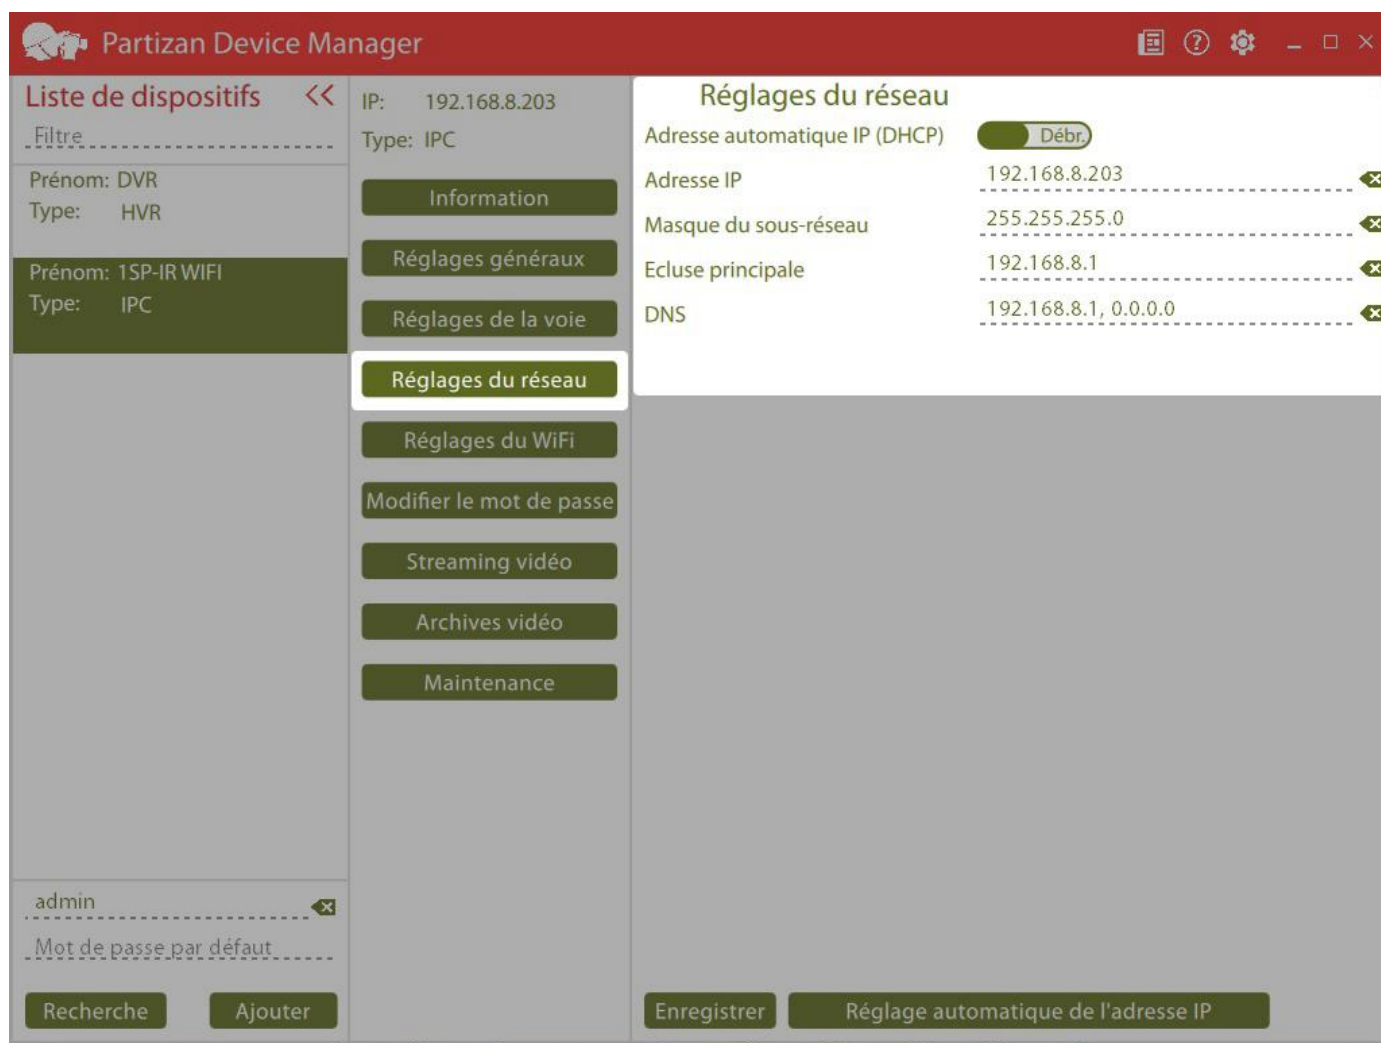 Partizan Device Manager
Liste de dispositifs <<
Filtre
Prénom: DVR
Type: HVR
Prénom: 1SP-IR WIFI
Type: IPC
admin
Mot de passe par défaut
Recherche
Ajouter
IP: 192.168.8.203
Type: IPC
Information
Réglages généraux
Réglages de la voie
Réglages du réseau
Réglages du WiFi
Modifier le mot de passe
Streaming vidéo
Archives vidéo
Maintenance
Réglages du réseau
Adresse automatique IP (DHCP) Débr.
Adresse IP 192.168.8.203
Masque du sous-réseau 255.255.255.0
Ecluse principale 192.168.8.1
DNS 192.168.8.1, 0.0.0.0
Enregistrer
Réglage automatique de l'adresse IP